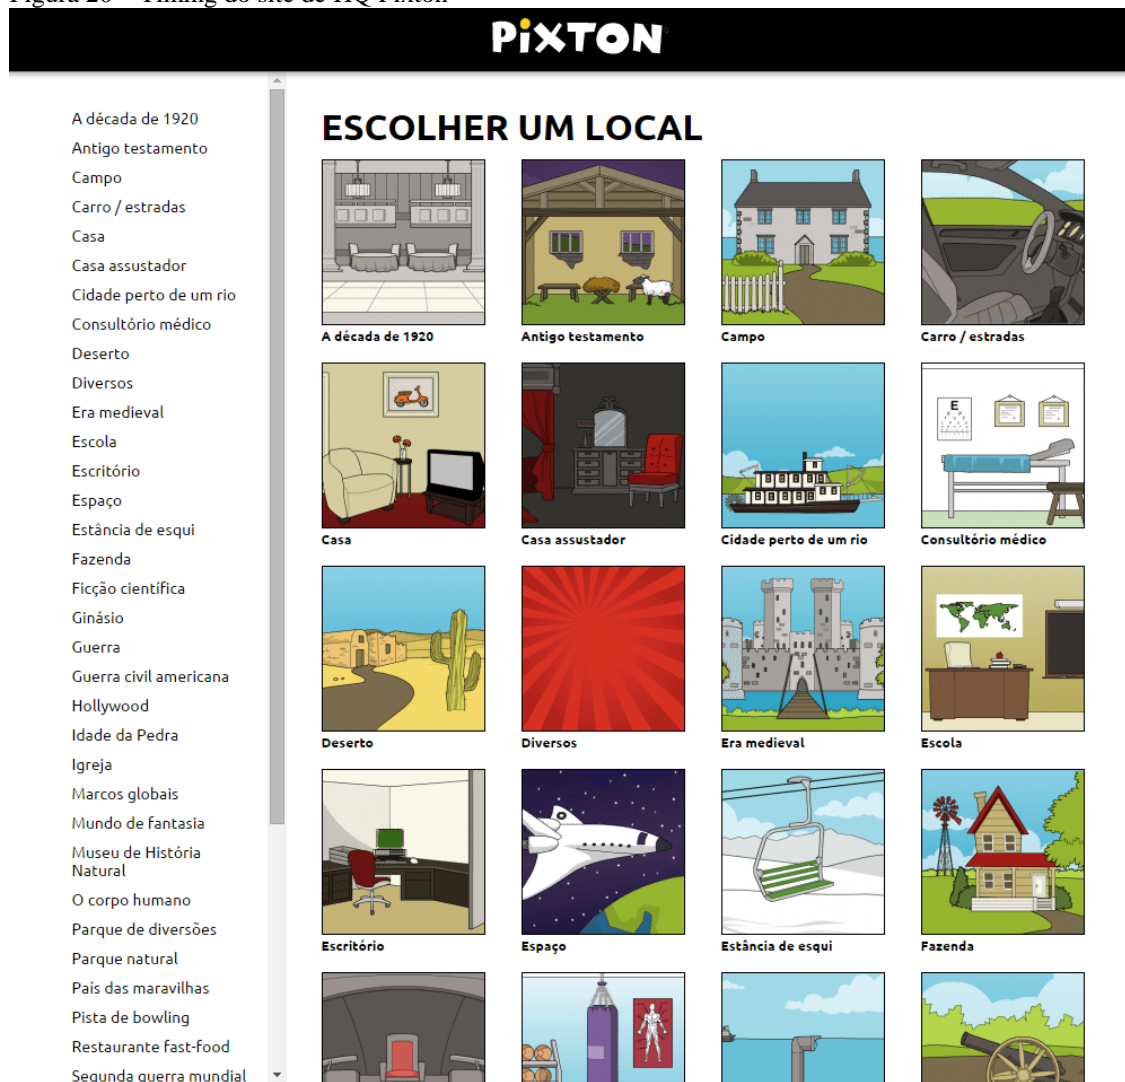 PiXTON
A década de 1920
Antigo testamento
Campo
Carro / estradas
Casa
Casa assustador
Cidade perto de um rio
Consultório médico
Deserto
Diversos
Era medieval
Escola
Escritório
Espaço
Estância de esqui
Fazenda
Ficção científica
Ginásio
Guerra
Guerra civil americana
Hollywood
Idade da Pedra
Igreja
Marcos globais
Mundo de fantasia
Museu de História
Natural
O corpo humano
Parque de diversões
Parque natural
País das maravilhas
Pista de bowling
Restaurante fast-food
Segunda guerra mundial
ESCOLHER UM LOCAL
A década de 1920
Antigo testamento
Campo
Carro / estradas
E
Casa
Casa assustador
Cidade perto de um rio
Consultório médico
Deserto
Diversos
Era medieval
Escola
Escritório
Espaço
Estância de esqui
Fazenda